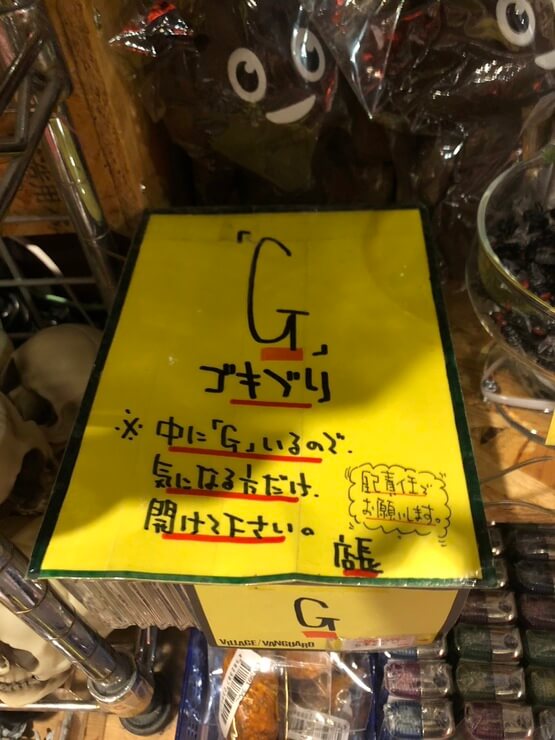 「G」
ゴキブリ
※中に「G」いるので、
気になる方だけ、
開けて下さい。
自己責任で
お願いします。
店長
G
VILLAGE/VANGUARD